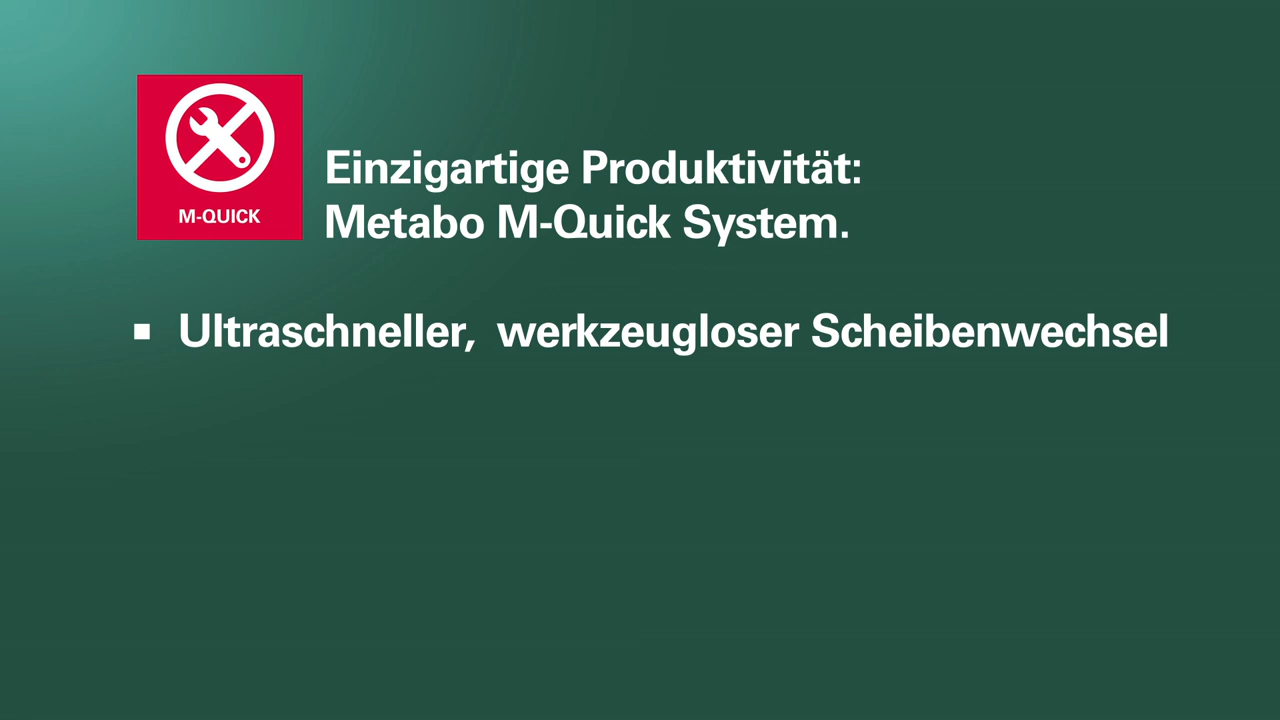 M-QUICK
Einzigartige Produktivität:
Metabo M-Quick System.
▪ Ultraschneller, werkzeugloser Scheibenwechsel